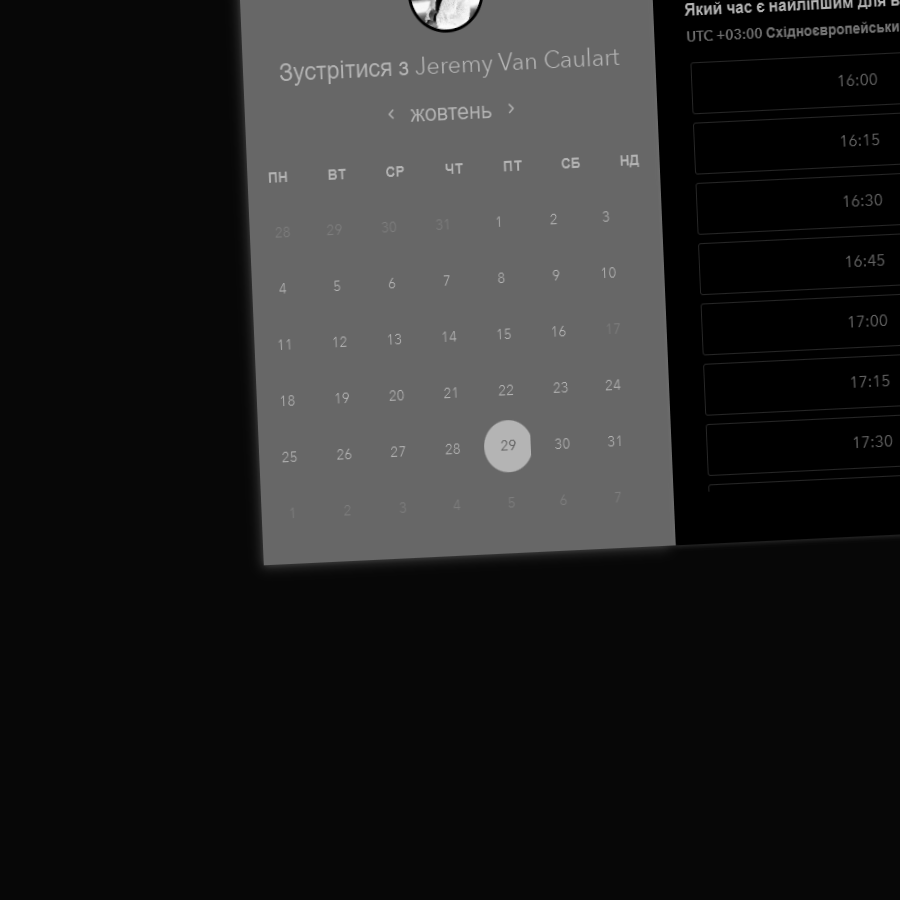 Зустрітися з Jeremy Van Caulart
‹ жовтень ›
ПН ВТ СР ЧТ ПТ СБ НД
28 29 30 31 1 2 3
4 5 6 7 8 9 10
11 12 13 14 15 16 17
18 19 20 21 22 23 24
25 26 27 28 29 30 31
1 2 3 4 5 6 7
Який час є найліпшим для
UTC +03:00 Східноєвропейськи
16:00
16:15
16:30
16:45
17:00
17:15
17:30